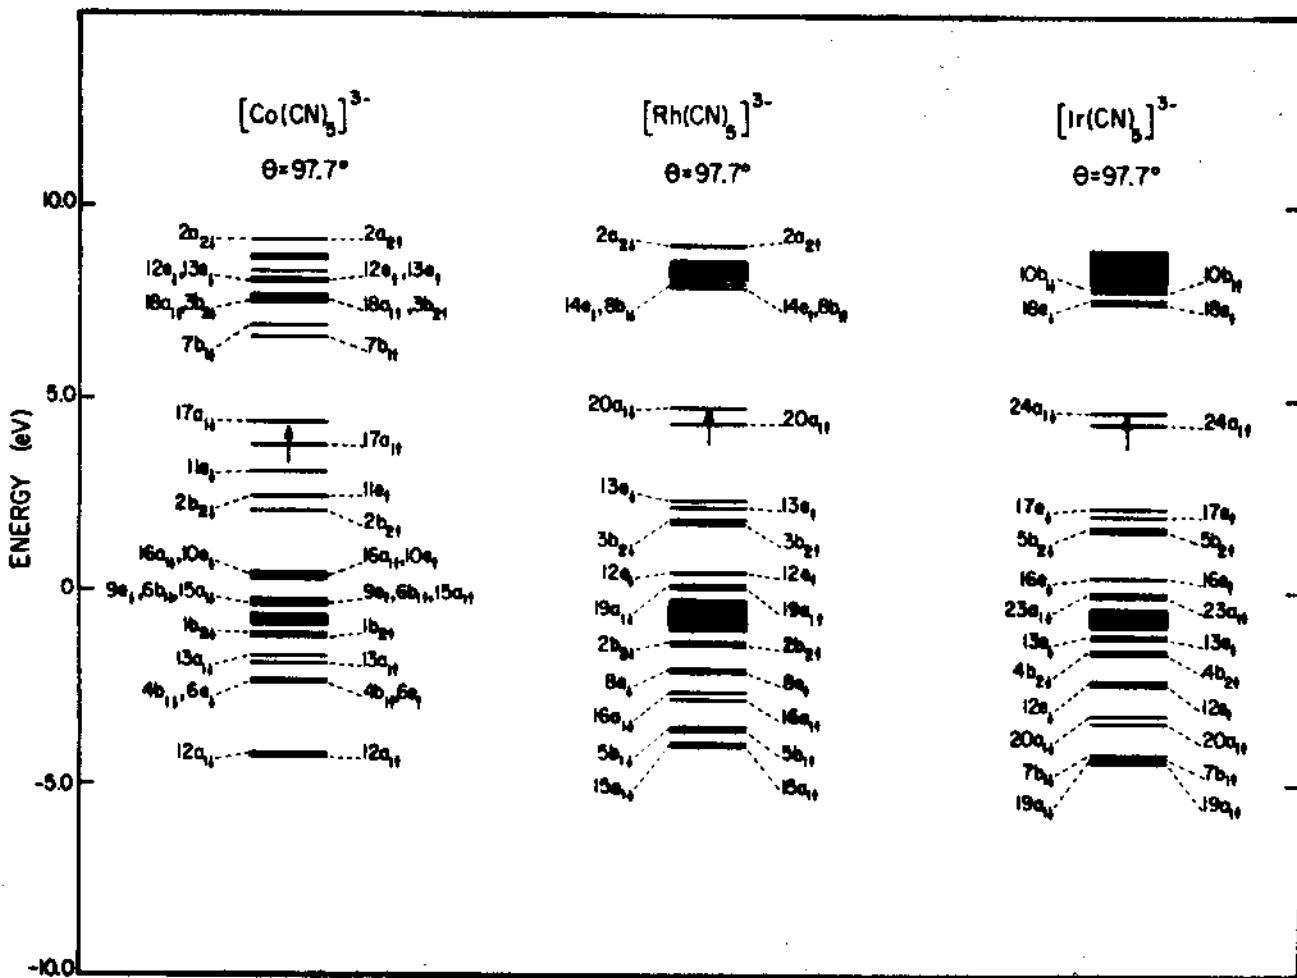 [Co(CN)5]3-
θ=97.7°
[Rh(CN)5]3-
θ=97.7°
[Ir(CN)5]3-
θ=97.7°
ENERGY (eV)
10.0
5.0
0
-5.0
-10.0
2a2↓ 2a2↑
12e↓,13e↓ 12e↑,13e↑
18a1↑,3b2↓ 18a1↑,3b2↑
7b1↓ 7b1↑
17a1↓ 17a1↑
11e↓ 11e↑
2b2↓ 2b2↑
16a1↓,10e↓ 16a1↑,10e↑
9e↓,6b1↓,15a1↓ 9e↑,6b1↑,15a1↑
1b2↓ 1b2↑
13a1↓ 13a1↑
4b1↓,6e↓ 4b1↑,6e↑
12a1↓ 12a1↑
2a2↓ 2a2↑
14e↓,8b1↓ 14e↑,8b1↑
20a1↓ 20a1↑
13e↓ 13e↑
3b2↓ 3b2↑
12e↓ 12e↑
19a1↓ 19a1↑
2b2↓ 2b2↑
8e↓ 8e↑
16a1↓ 16a1↑
5b1↓ 5b1↑
15a1↑
10b1↓ 10b1↑
18e↓ 18e↑
24a1↓ 24a1↑
17e↓ 17e↑
5b2↓ 5b2↑
16e↓ 16e↑
23a1↓ 23a1↑
13e↓ 13e↑
4b2↓ 4b2↑
12e↓ 12e↑
20a1↓ 20a1↑
7b1↓ 7b1↑
19a1↓ 19a1↑